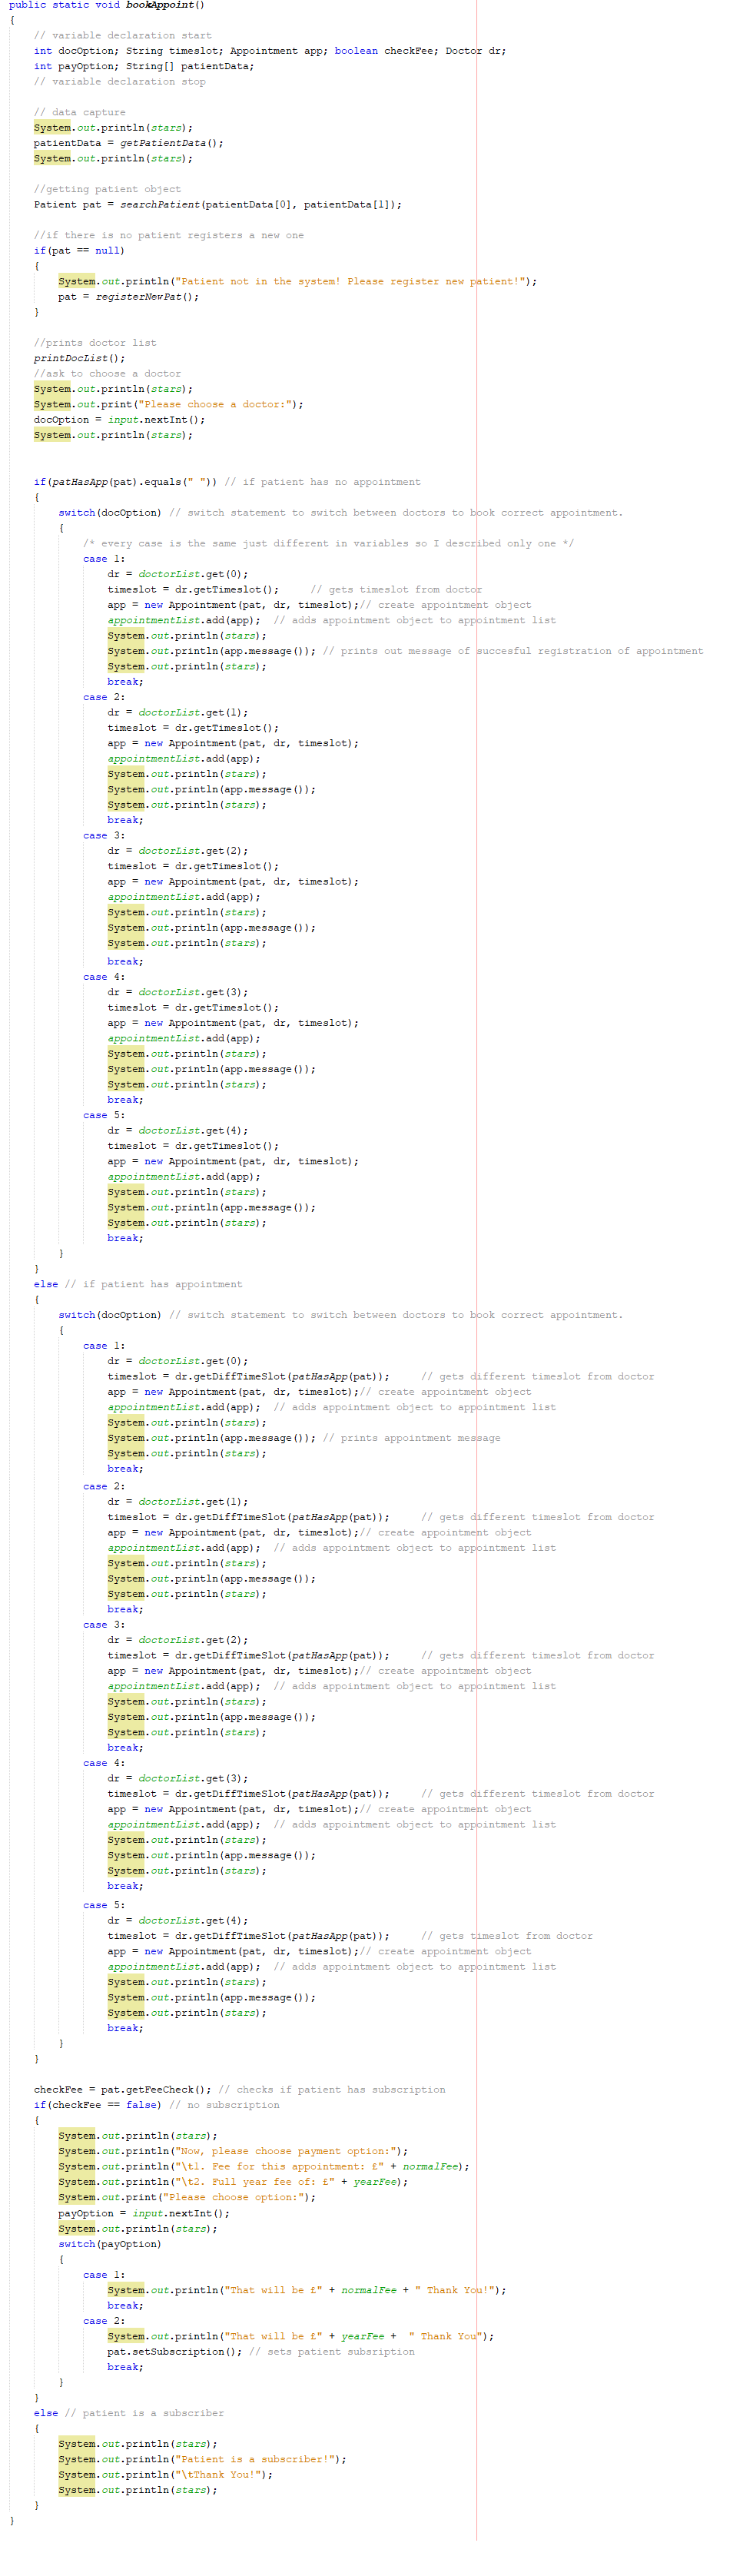 public static void bookAppoint()
{
// variable declaration start
int docOption; String timeslot; Appointment app; boolean checkFee; Doctor dr;
int payOption; String[] patientData;
// variable declaration stop
// data capture
System.out.println(stars);
patientData = getPatientData();
System.out.println(stars);
//getting patient object
Patient pat = searchPatient(patientData[0], patientData[1]);
//if there is no patient registers a new one
if(pat == null)
{
System.out.println("Patient not in the system! Please register new patient!");
pat = registerNewPat();
}
//prints doctor list
printDocList();
//ask to choose a doctor
System.out.println(stars);
System.out.print("Please choose a doctor:");
docOption = input.nextInt();
System.out.println(stars);
if(patHasApp(pat).equals(" ")) // if patient has no appointment
{
switch(docOption) // switch statement to switch between doctors to book correct appointment.
{
/* every case is the same just different in variables so I described only one */
case 1:
dr = doctorList.get(0);
timeslot = dr.getTimeslot(); // gets timeslot from doctor
app = new Appointment(pat, dr, timeslot);// create appointment object
appointmentList.add(app); // adds appointment object to appointment list
System.out.println(stars);
System.out.println(app.message()); // prints out message of succesful registration of appointment
System.out.println(stars);
break;
case 2:
dr = doctorList.get(1);
timeslot = dr.getTimeslot();
app = new Appointment(pat, dr, timeslot);
appointmentList.add(app);
System.out.println(stars);
System.out.println(app.message());
System.out.println(stars);
break;
case 3:
dr = doctorList.get(2);
timeslot = dr.getTimeslot();
app = new Appointment(pat, dr, timeslot);
appointmentList.add(app);
System.out.println(stars);
System.out.println(app.message());
System.out.println(stars);
break;
case 4:
dr = doctorList.get(3);
timeslot = dr.getTimeslot();
app = new Appointment(pat, dr, timeslot);
appointmentList.add(app);
System.out.println(stars);
System.out.println(app.message());
System.out.println(stars);
break;
case 5:
dr = doctorList.get(4);
timeslot = dr.getTimeslot();
app = new Appointment(pat, dr, timeslot);
appointmentList.add(app);
System.out.println(stars);
System.out.println(app.message());
System.out.println(stars);
break;
}
}
else // if patient has appointment
{
switch(docOption) // switch statement to switch between doctors to book correct appointment.
{
case 1:
dr = doctorList.get(0);
timeslot = dr.getDiffTimeSlot(patHasApp(pat)); // gets different timeslot from doctor
app = new Appointment(pat, dr, timeslot);// create appointment object
appointmentList.add(app); // adds appointment object to appointment list
System.out.println(stars);
System.out.println(app.message()); // prints appointment message
System.out.println(stars);
break;
case 2:
dr = doctorList.get(1);
timeslot = dr.getDiffTimeSlot(patHasApp(pat)); // gets different timeslot from doctor
app = new Appointment(pat, dr, timeslot);// create appointment object
appointmentList.add(app); // adds appointment object to appointment list
System.out.println(stars);
System.out.println(app.message());
System.out.println(stars);
break;
case 3:
dr = doctorList.get(2);
timeslot = dr.getDiffTimeSlot(patHasApp(pat)); // gets different timeslot from doctor
app = new Appointment(pat, dr, timeslot);// create appointment object
appointmentList.add(app); // adds appointment object to appointment list
System.out.println(stars);
System.out.println(app.message());
System.out.println(stars);
break;
case 4:
dr = doctorList.get(3);
timeslot = dr.getDiffTimeSlot(patHasApp(pat)); // gets different timeslot from doctor
app = new Appointment(pat, dr, timeslot);// create appointment object
appointmentList.add(app); // adds appointment object to appointment list
System.out.println(stars);
System.out.println(app.message());
System.out.println(stars);
break;
case 5:
dr = doctorList.get(4);
timeslot = dr.getDiffTimeSlot(patHasApp(pat)); // gets timeslot from doctor
app = new Appointment(pat, dr, timeslot);// create appointment object
appointmentList.add(app); // adds appointment object to appointment list
System.out.println(stars);
System.out.println(app.message());
System.out.println(stars);
break;
}
}
checkFee = pat.getFeeCheck(); // checks if patient has subscription
if(checkFee == false) // no subscription
{
System.out.println(stars);
System.out.println("Now, please choose payment option:");
System.out.println("\t1. Fee for this appointment: £" + normalFee);
System.out.println("\t2. Full year fee of: £" + yearFee);
System.out.print("Please choose option:");
payOption = input.nextInt();
System.out.println(stars);
switch(payOption)
{
case 1:
System.out.println("That will be £" + normalFee + " Thank You!");
break;
case 2:
System.out.println("That will be £" + yearFee + " Thank You");
pat.setSubscription(); // sets patient subsription
break;
}
}
else // patient is a subscriber
{
System.out.println(stars);
System.out.println("Patient is a subscriber!");
System.out.println("\tThank You!");
System.out.println(stars);
}
}